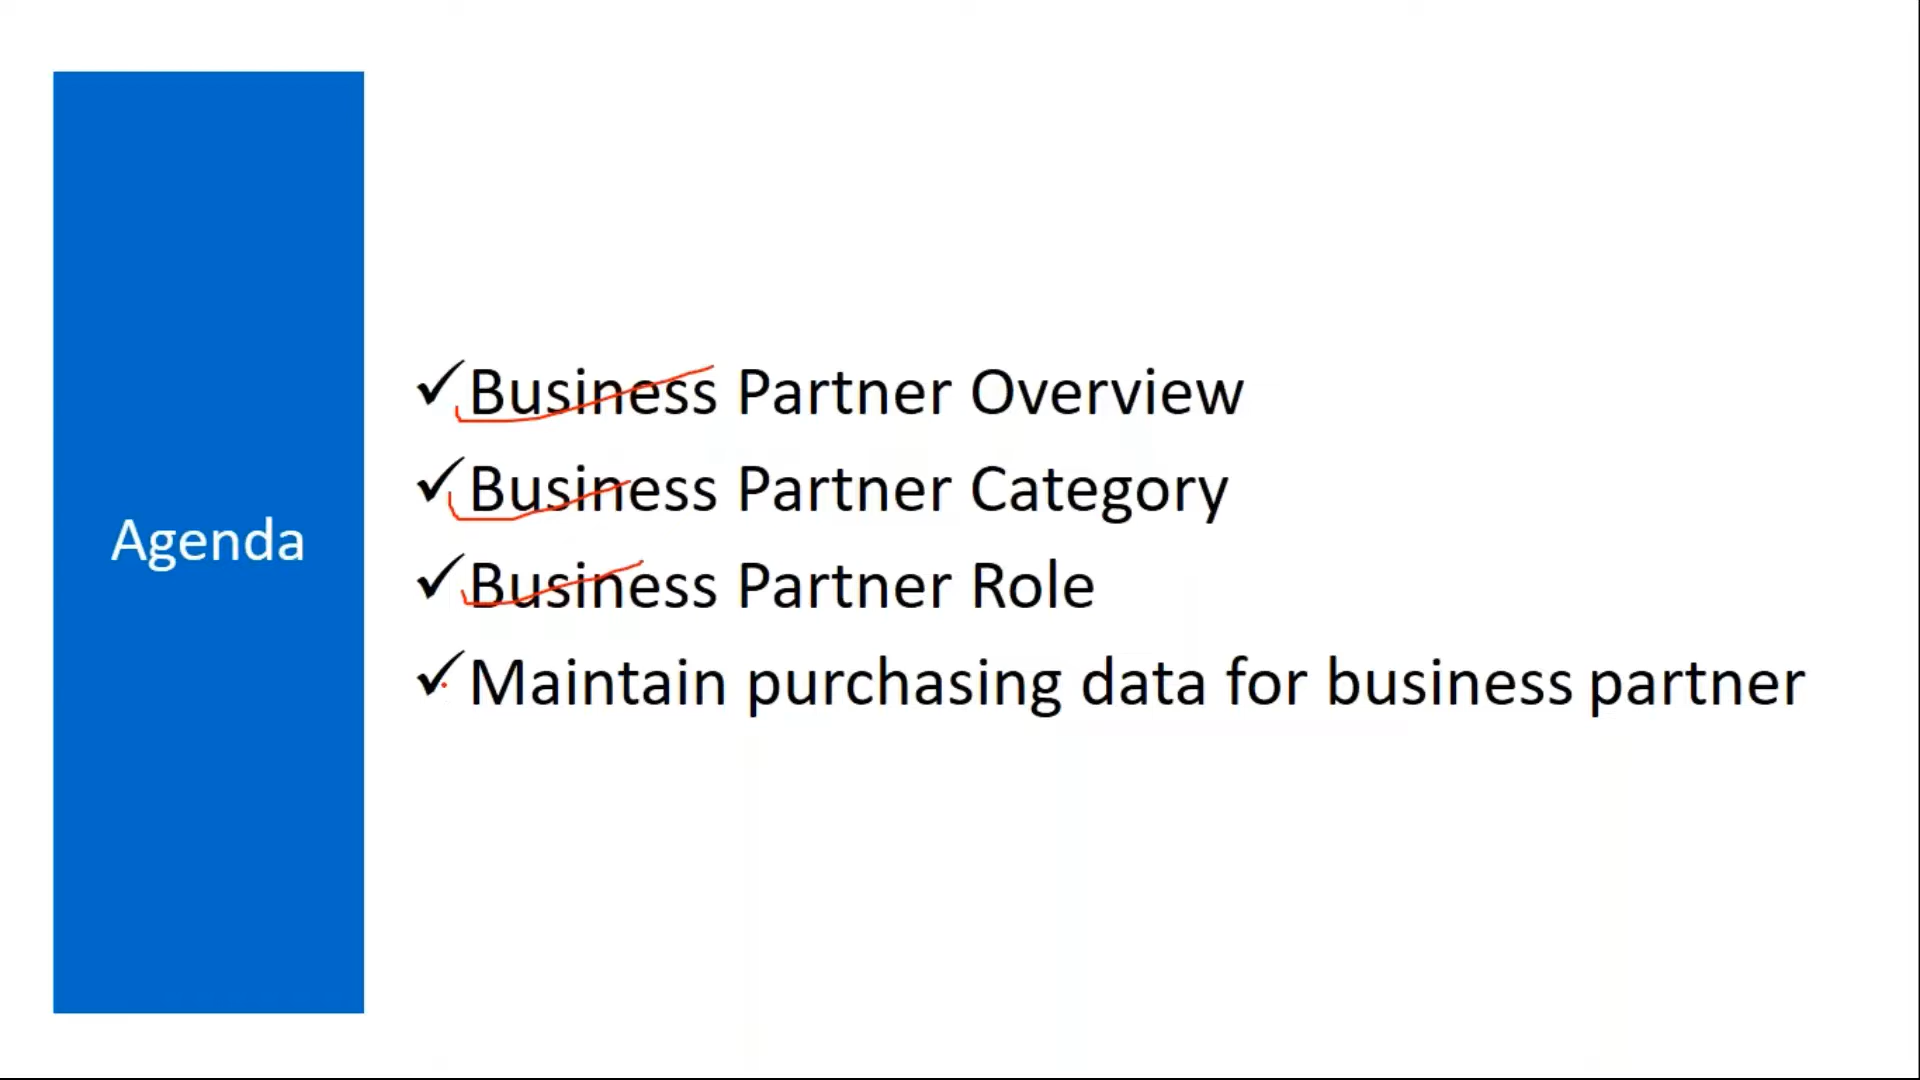 Agenda
✓Business Partner Overview
✓Business Partner Category
✓Business Partner Role
✓Maintain purchasing data for business partner